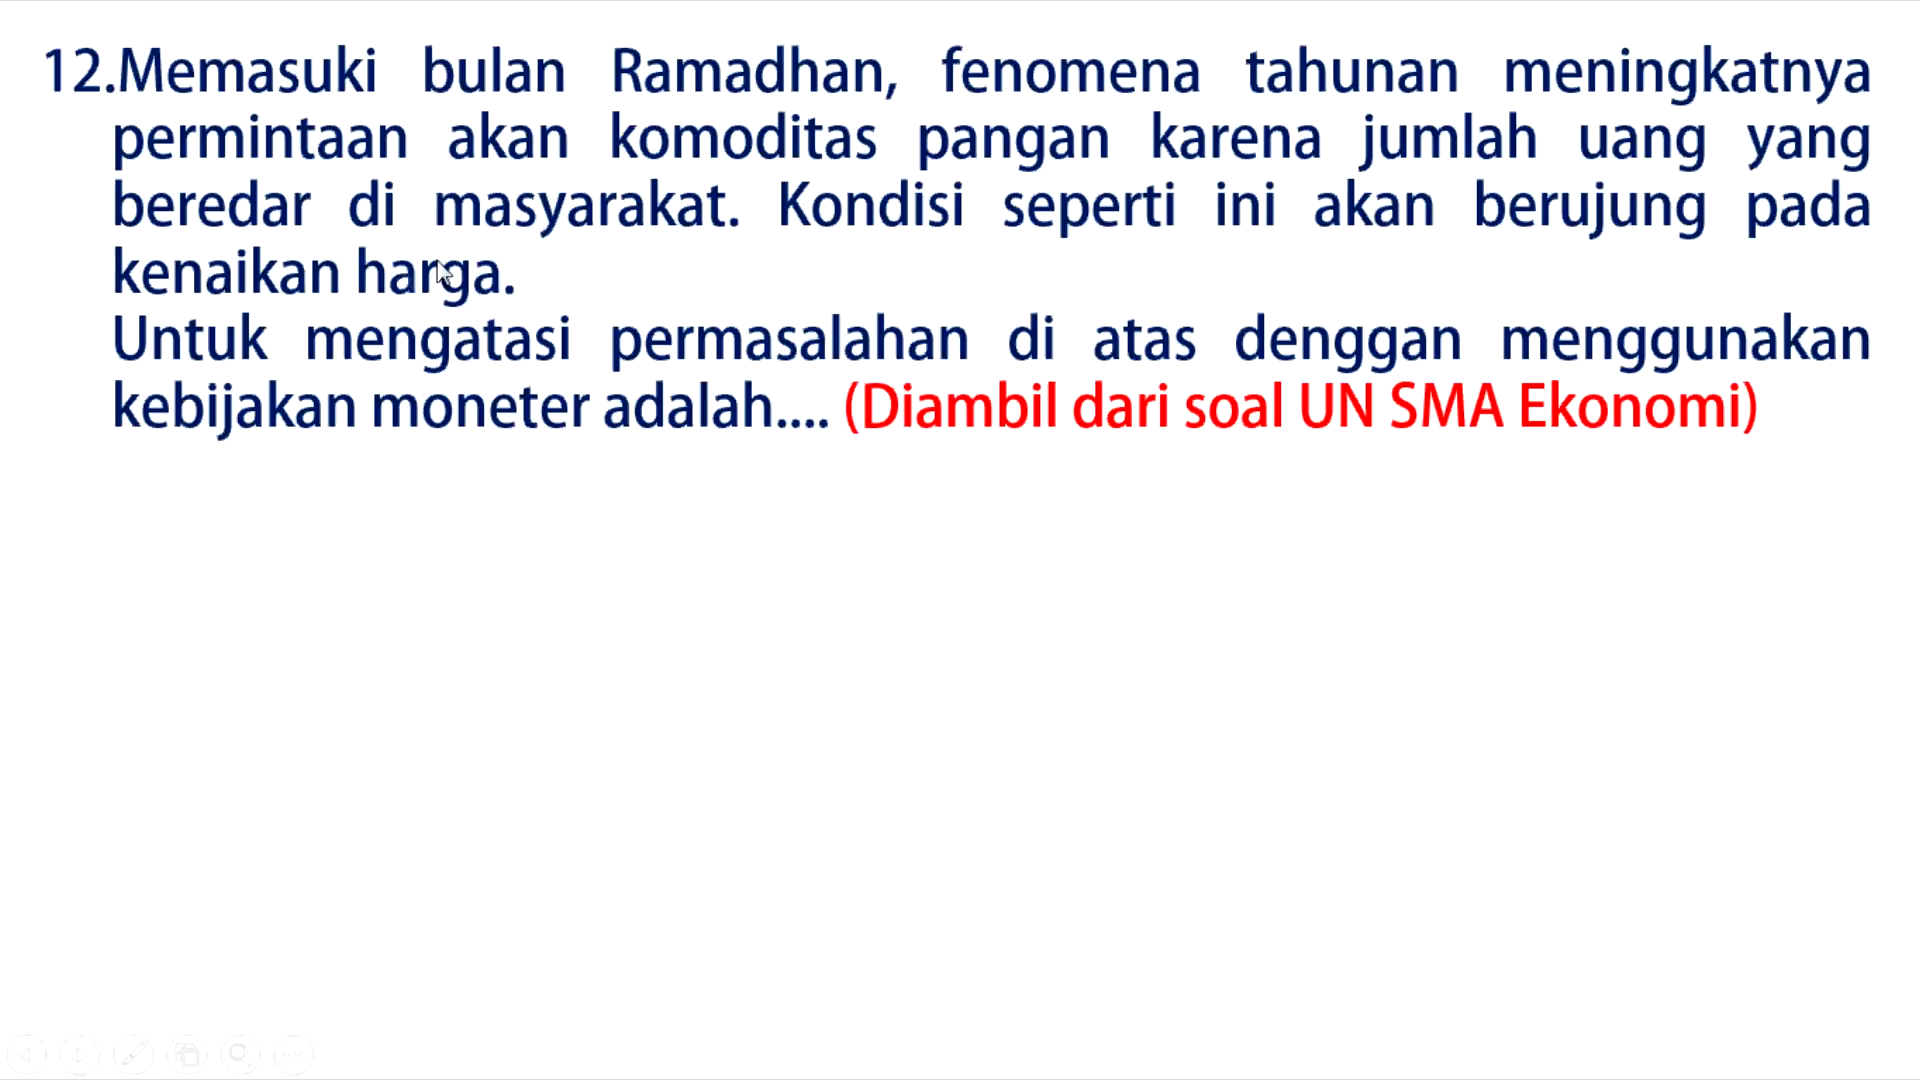 12.Memasuki bulan Ramadhan, fenomena tahunan meningkatnya
permintaan akan komoditas pangan karena jumlah uang yang
beredar di masyarakat. Kondisi seperti ini akan berujung pada
kenaikan harga.
Untuk mengatasi permasalahan di atas denggan menggunakan
kebijakan moneter adalah.... (Diambil dari soal UN SMA Ekonomi)